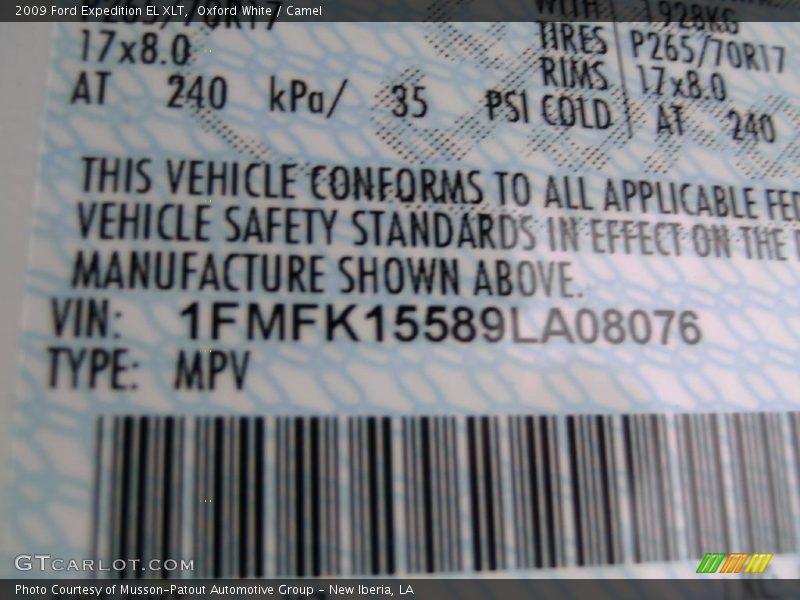 2009 Ford Expedition EL XLT, Oxford White / Camel
17x8.0
AT 240 kPa/ 35 PSI COLD
WITH 1928KG
TIRES P265/70R17
RIMS 17x8.0
AT 240
THIS VEHICLE CONFORMS TO ALL APPLICABLE FED
VEHICLE SAFETY STANDARDS IN EFFECT ON THE
MANUFACTURE SHOWN ABOVE.
VIN: 1FMFK15589LA08076
TYPE: MPV
GTCARLOT.COM
Photo Courtesy of Musson-Patout Automotive Group - New Iberia, LA